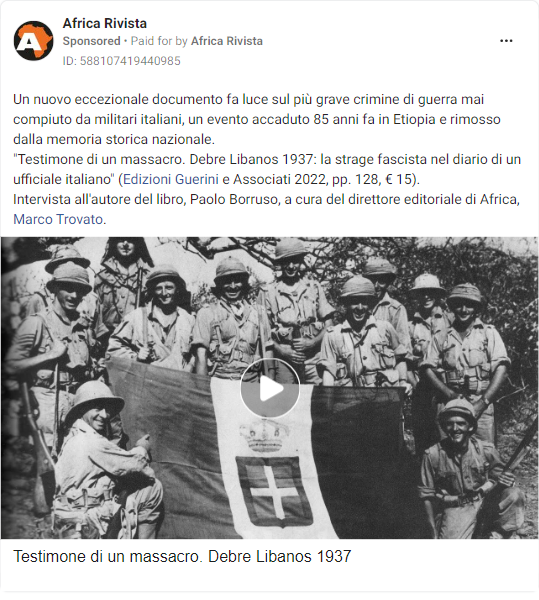 Africa Rivista
Sponsored • Paid for by Africa Rivista
ID: 588107419440985
Un nuovo eccezionale documento fa luce sul più grave crimine di guerra mai
compiuto da militari italiani, un evento accaduto 85 anni fa in Etiopia e rimosso
dalla memoria storica nazionale.
"Testimone di un massacro. Debre Libanos 1937: la strage fascista nel diario di un
ufficiale italiano" (Edizioni Guerini e Associati 2022, pp. 128, € 15).
Intervista all'autore del libro, Paolo Borruso, a cura del direttore editoriale di Africa,
Marco Trovato.
Testimone di un massacro. Debre Libanos 1937